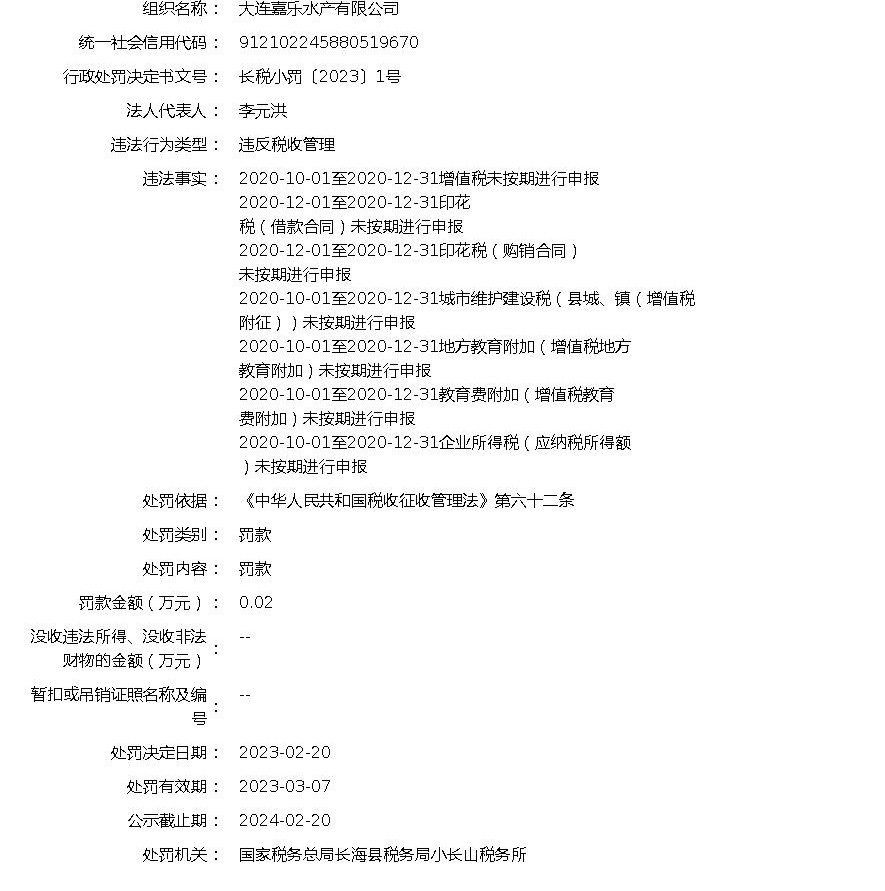 组织名称： 大连嘉乐水产有限公司
统一社会信用代码： 912102245880519670
行政处罚决定书文号： 长税小罚〔2023〕1号
法人代表人： 李元洪
违法行为类型： 违反税收管理
违法事实： 2020-10-01至2020-12-31增值税未按期进行申报
2020-12-01至2020-12-31印花
税（借款合同）未按期进行申报
2020-12-01至2020-12-31印花税（购销合同）
未按期进行申报
2020-10-01至2020-12-31城市维护建设税（县城、镇（增值税
附征））未按期进行申报
2020-10-01至2020-12-31地方教育附加（增值税地方
教育附加）未按期进行申报
2020-10-01至2020-12-31教育费附加（增值税教育
费附加）未按期进行申报
2020-10-01至2020-12-31企业所得税（应纳税所得额
）未按期进行申报
处罚依据： 《中华人民共和国税收征收管理法》第六十二条
处罚类别： 罚款
处罚内容： 罚款
罚款金额（万元）： 0.02
没收违法所得、没收非法
财物的金额（万元）： --
暂扣或吊销证照名称及编
号： --
处罚决定日期： 2023-02-20
处罚有效期： 2023-03-07
公示截止期： 2024-02-20
处罚机关： 国家税务总局长海县税务局小长山税务所